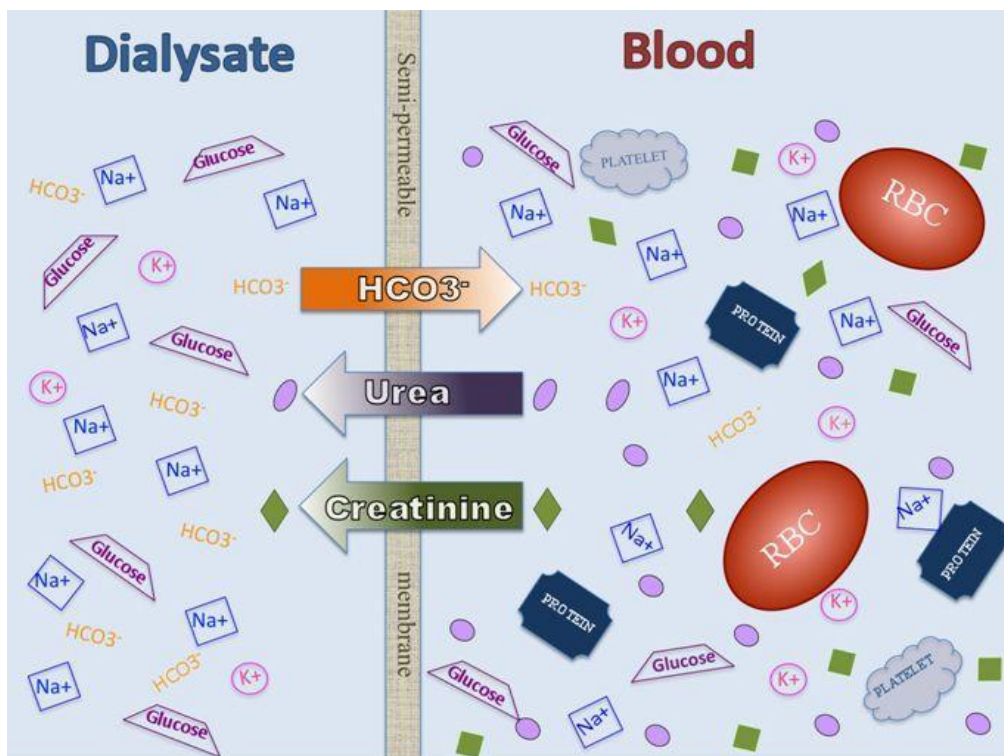 Dialysate
Blood
Semi-permeable
membrane
Glucose
Na+
HCO3-
Na+
Glucose
K+
HCO3-
Na+
Glucose
K+
HCO3-
Na+
Na+
HCO3-
HCO3-
Glucose
Na+
Na+
HCO3-
HCO3-
K+
Na+
Glucose
HCO3-
Urea
Creatinine
Glucose
PLATELET
K+
RBC
Na+
Na+
Na+
HCO3-
K+
PROTEIN
Na+
Glucose
Na+
HCO3-
K+
RBC
Na+
Na+
PROTEIN
PROTEIN
K+
Glucose
Glucose
K+
PLATELET
Na+